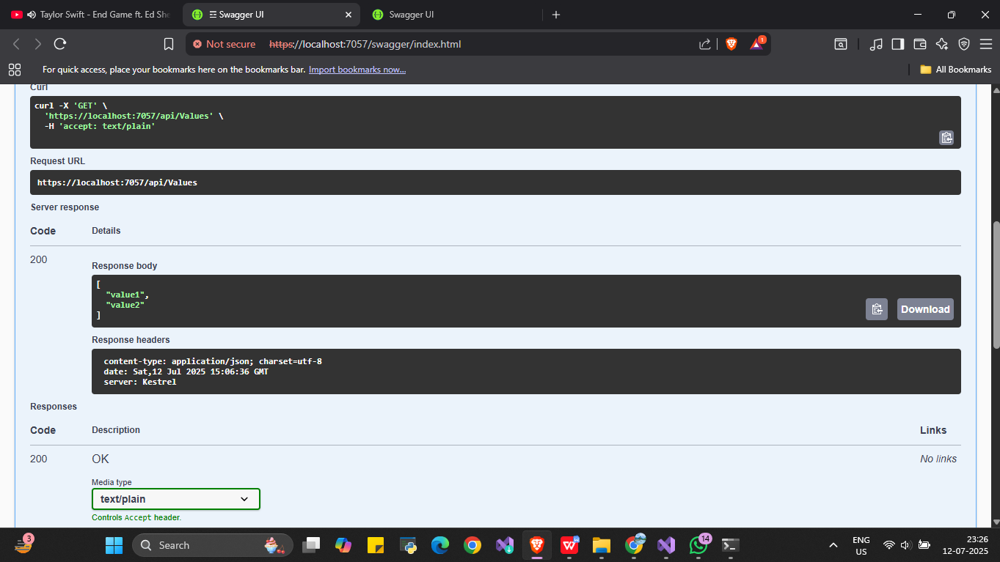 Taylor Swift - End Game ft. Ed She
Swagger UI
Swagger UI
Not secure https://localhost:7057/swagger/index.html
1
For quick access, place your bookmarks here on the bookmarks bar. Import bookmarks now...
All Bookmarks
Curl
curl -X 'GET' \
'https://localhost:7057/api/Values' \
-H 'accept: text/plain'
Request URL
https://localhost:7057/api/Values
Server response
Code Details
200
Response body
[
"value1",
"value2"
]
Download
Response headers
content-type: application/json; charset=utf-8
date: Sat,12 Jul 2025 15:06:36 GMT
server: Kestrel
Responses
Code Description Links
200 OK No links
Media type
text/plain
Controls Accept header.
3
Search
14
ENG
US
23:26
12-07-2025